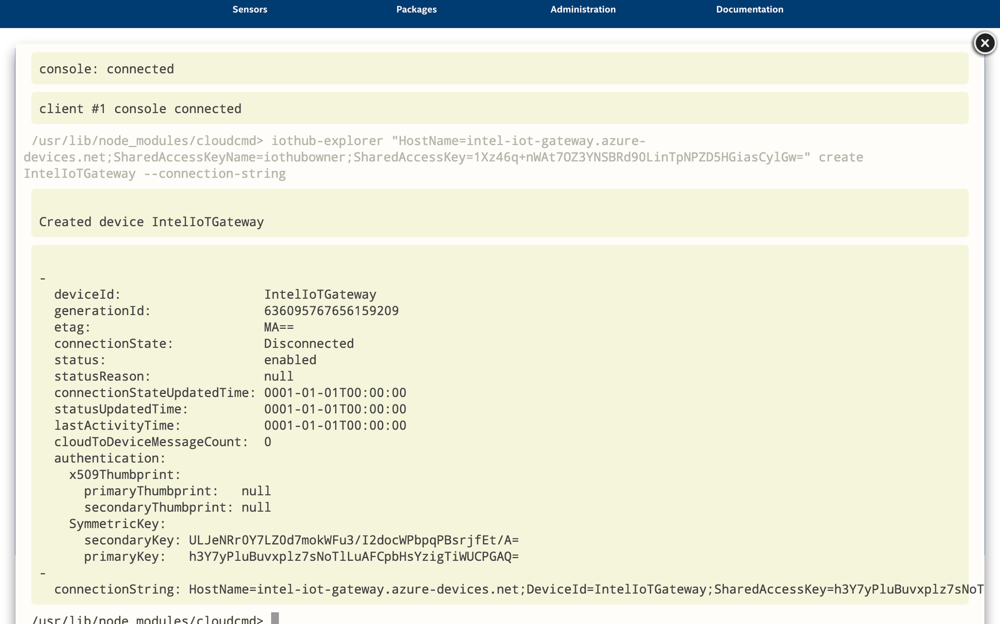 Sensors Packages Administration Documentation
console: connected
client #1 console connected
/usr/lib/node_modules/cloudcmd> iothub-explorer "HostName=intel-iot-gateway.azure-
devices.net;SharedAccessKeyName=iothubowner;SharedAccessKey=1Xz46q+nWAt7OZ3YNSBRd90LinTpNPZD5HGiasCylGw=" create
IntelIoTGateway --connection-string
Created device IntelIoTGateway
-
deviceId: IntelIoTGateway
generationId: 636095767656159209
etag: MA==
connectionState: Disconnected
status: enabled
statusReason: null
connectionStateUpdatedTime: 0001-01-01T00:00:00
statusUpdatedTime: 0001-01-01T00:00:00
lastActivityTime: 0001-01-01T00:00:00
cloudToDeviceMessageCount: 0
authentication:
x509Thumbprint:
primaryThumbprint: null
secondaryThumbprint: null
SymmetricKey:
secondaryKey: ULJeNRr0Y7LZ0d7mokWFu3/I2docWPbpqPBsrjfEt/A=
primaryKey: h3Y7yPluBuvxplz7sNoTlLuAFCpbHsYzigTiWUCPGAQ=
-
connectionString: HostName=intel-iot-gateway.azure-devices.net;DeviceId=IntelIoTGateway;SharedAccessKey=h3Y7yPluBuvxplz7sNoT
/usr/lib/node_modules/cloudcmd>